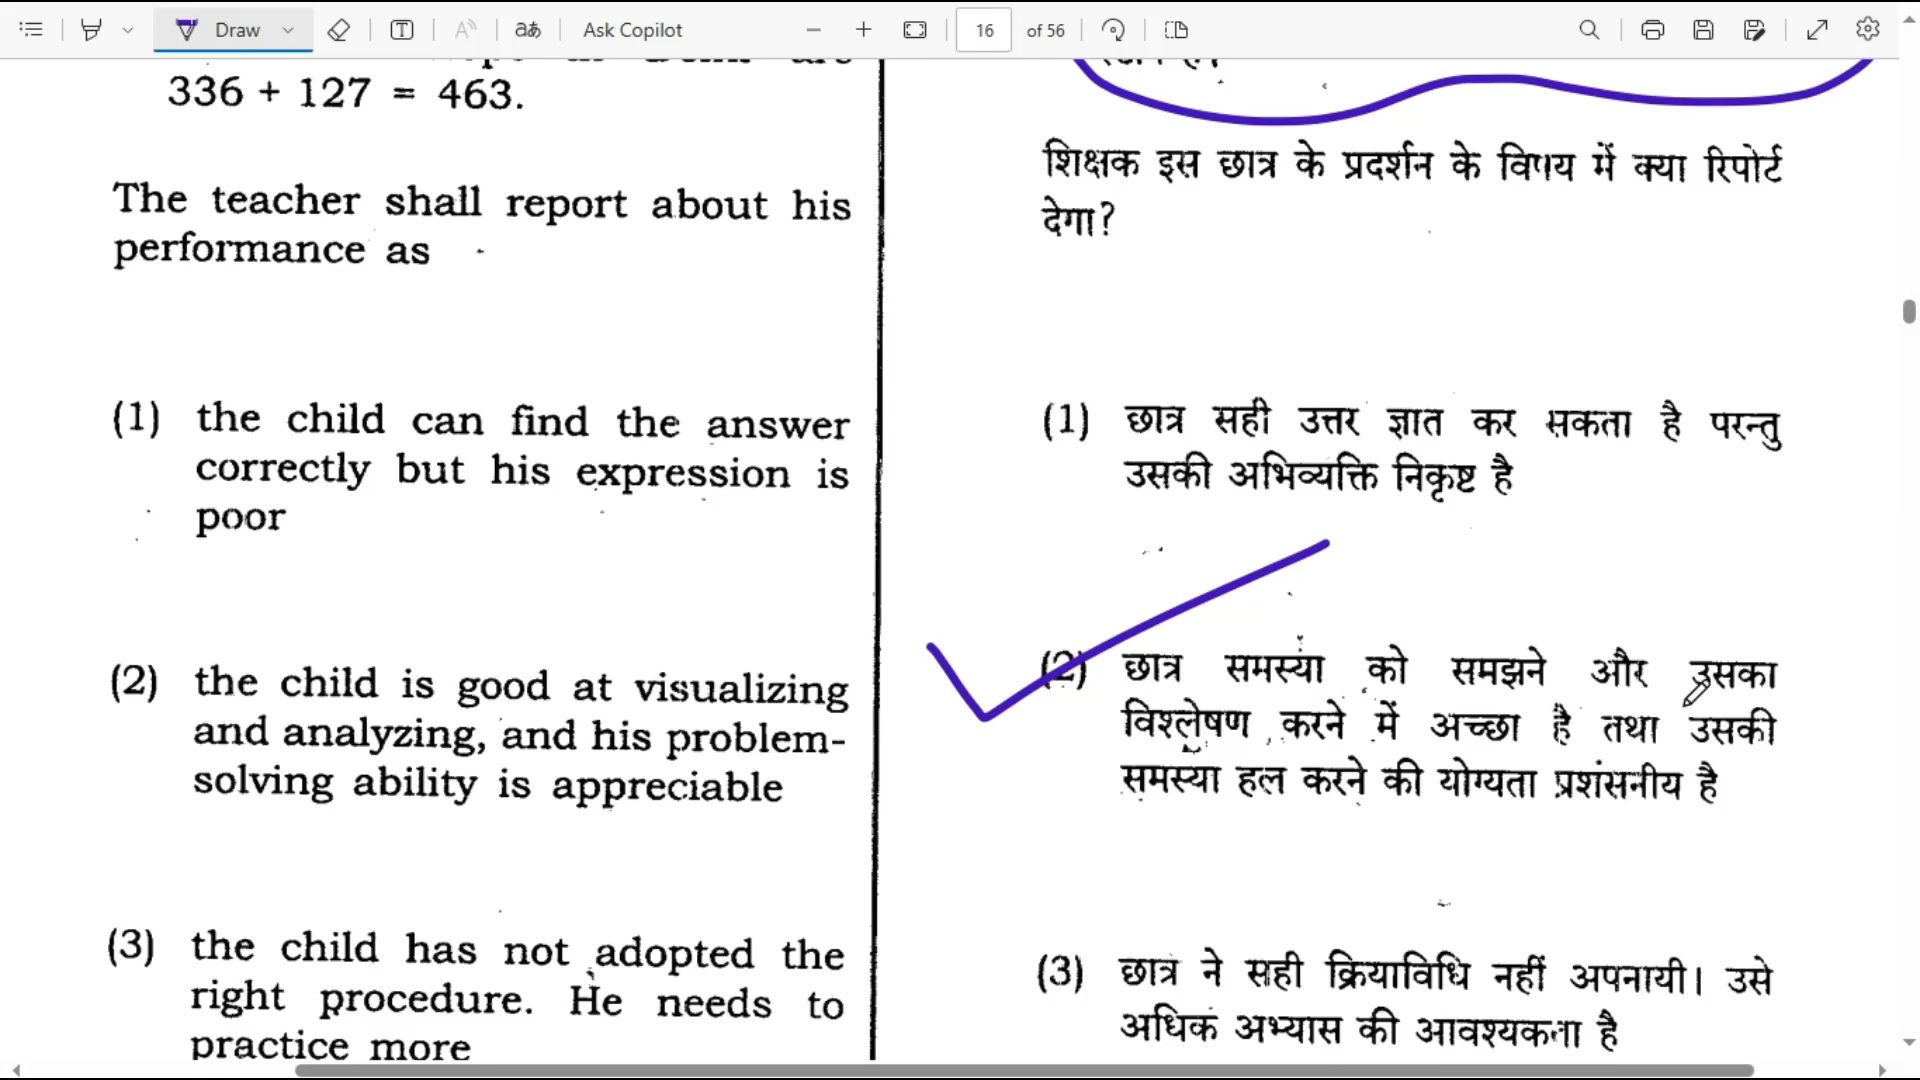 Draw
Ask Copilot
16
of 56
336 + 127 = 463.
The teacher shall report about his
performance as
(1) the child can find the answer
correctly but his expression is
poor
(2) the child is good at visualizing
and analyzing, and his problem-
solving ability is appreciable
(3) the child has not adopted the
right procedure. He needs to
practice more
शिक्षक इस छात्र के प्रदर्शन के विषय में क्या रिपोर्ट
देगा?
(1) छात्र सही उत्तर ज्ञात कर सकता है परन्तु
उसकी अभिव्यक्ति निकृष्ट है
(2) छात्र समस्या को समझने और उसका
विश्लेषण करने में अच्छा है तथा उसकी
समस्या हल करने की योग्यता प्रशंसनीय है
(3) छात्र ने सही क्रियाविधि नहीं अपनायी। उसे
अधिक अभ्यास की आवश्यकता है